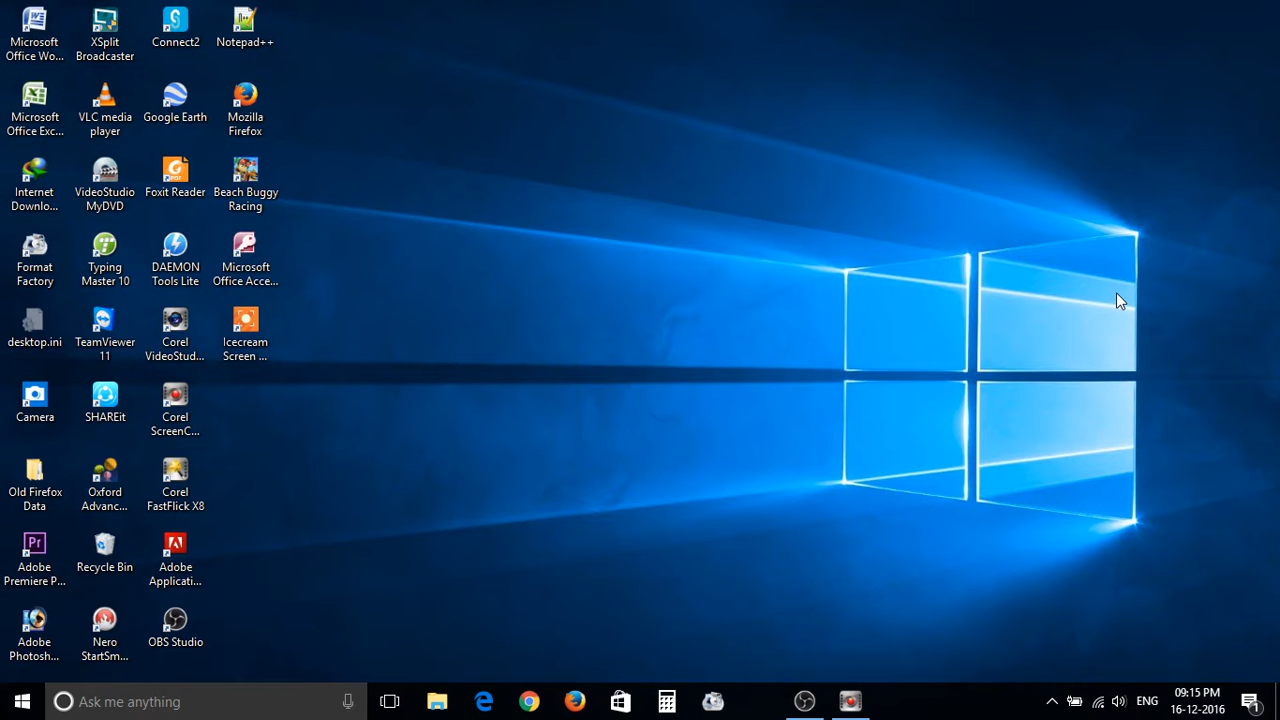 Microsoft
Office Wo...
XSplit
Broadcaster
Connect2
Notepad++
Microsoft
Office Exc...
VLC media
player
Google Earth
Mozilla
Firefox
Internet
Downlo...
VideoStudio
MyDVD
Foxit Reader
Beach Buggy
Racing
Format
Factory
Typing
Master 10
DAEMON
Tools Lite
Microsoft
Office Acce...
desktop.ini
TeamViewer
11
Corel
VideoStud...
Icecream
Screen ...
Camera
SHAREit
Corel
ScreenC...
Old Firefox
Data
Oxford
Advanc...
Corel
FastFlick X8
Pr
Adobe
Premiere P...
Recycle Bin
Adobe
Applicati...
Adobe
Photosh...
Nero
StartSm...
OBS Studio
Ask me anything
ENG
09:15 PM
16-12-2016
1